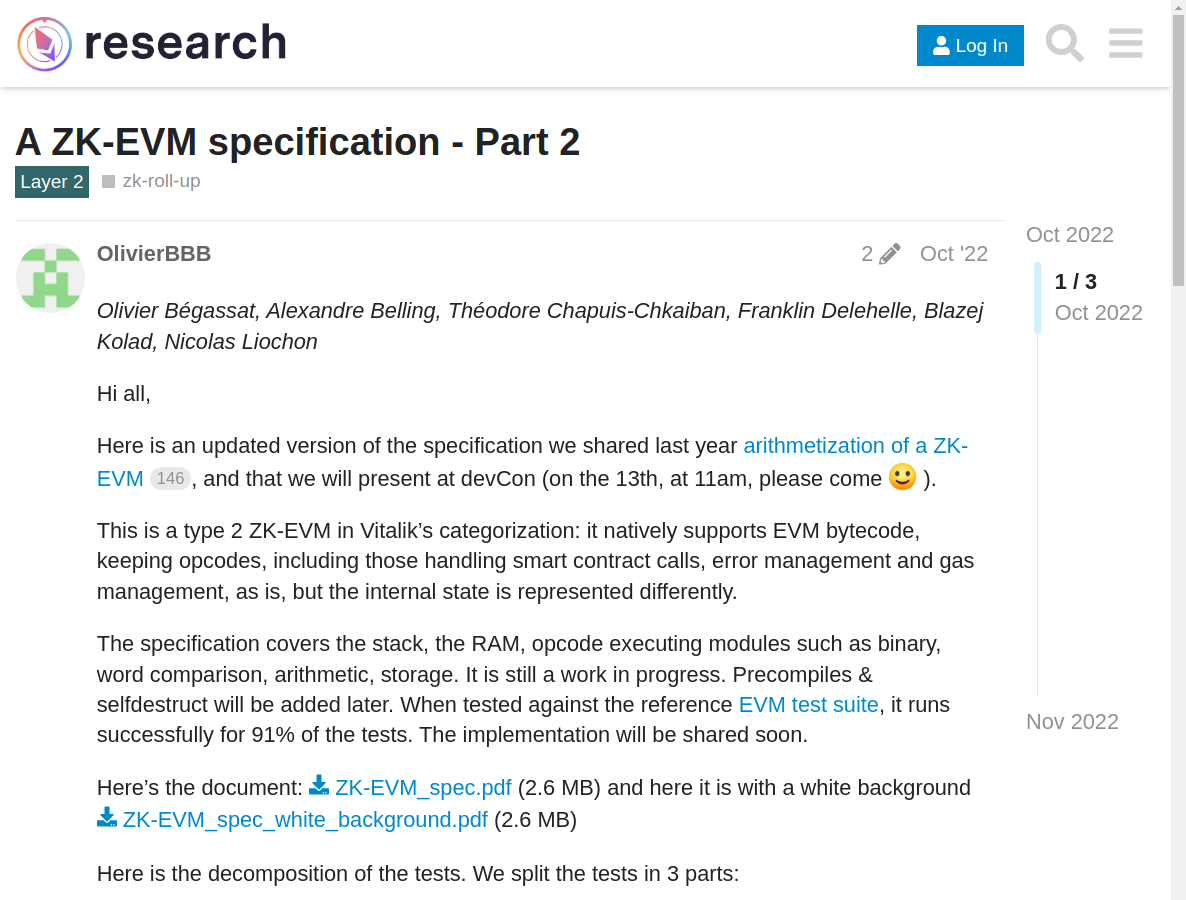 research
Log In
A ZK-EVM specification - Part 2
Layer 2 zk-roll-up
Oct 2022
1 / 3
Oct 2022
Nov 2022
OlivierBBB 2 Oct '22
Olivier Bégassat, Alexandre Belling, Théodore Chapuis-Chkaiban, Franklin Delehelle, Blazej
Kolad, Nicolas Liochon
Hi all,
Here is an updated version of the specification we shared last year arithmetization of a ZK-
EVM 146, and that we will present at devCon (on the 13th, at 11am, please come 🙂 ).
This is a type 2 ZK-EVM in Vitalik’s categorization: it natively supports EVM bytecode,
keeping opcodes, including those handling smart contract calls, error management and gas
management, as is, but the internal state is represented differently.
The specification covers the stack, the RAM, opcode executing modules such as binary,
word comparison, arithmetic, storage. It is still a work in progress. Precompiles &
selfdestruct will be added later. When tested against the reference EVM test suite, it runs
successfully for 91% of the tests. The implementation will be shared soon.
Here’s the document: ZK-EVM_spec.pdf (2.6 MB) and here it is with a white background
ZK-EVM_spec_white_background.pdf (2.6 MB)
Here is the decomposition of the tests. We split the tests in 3 parts: